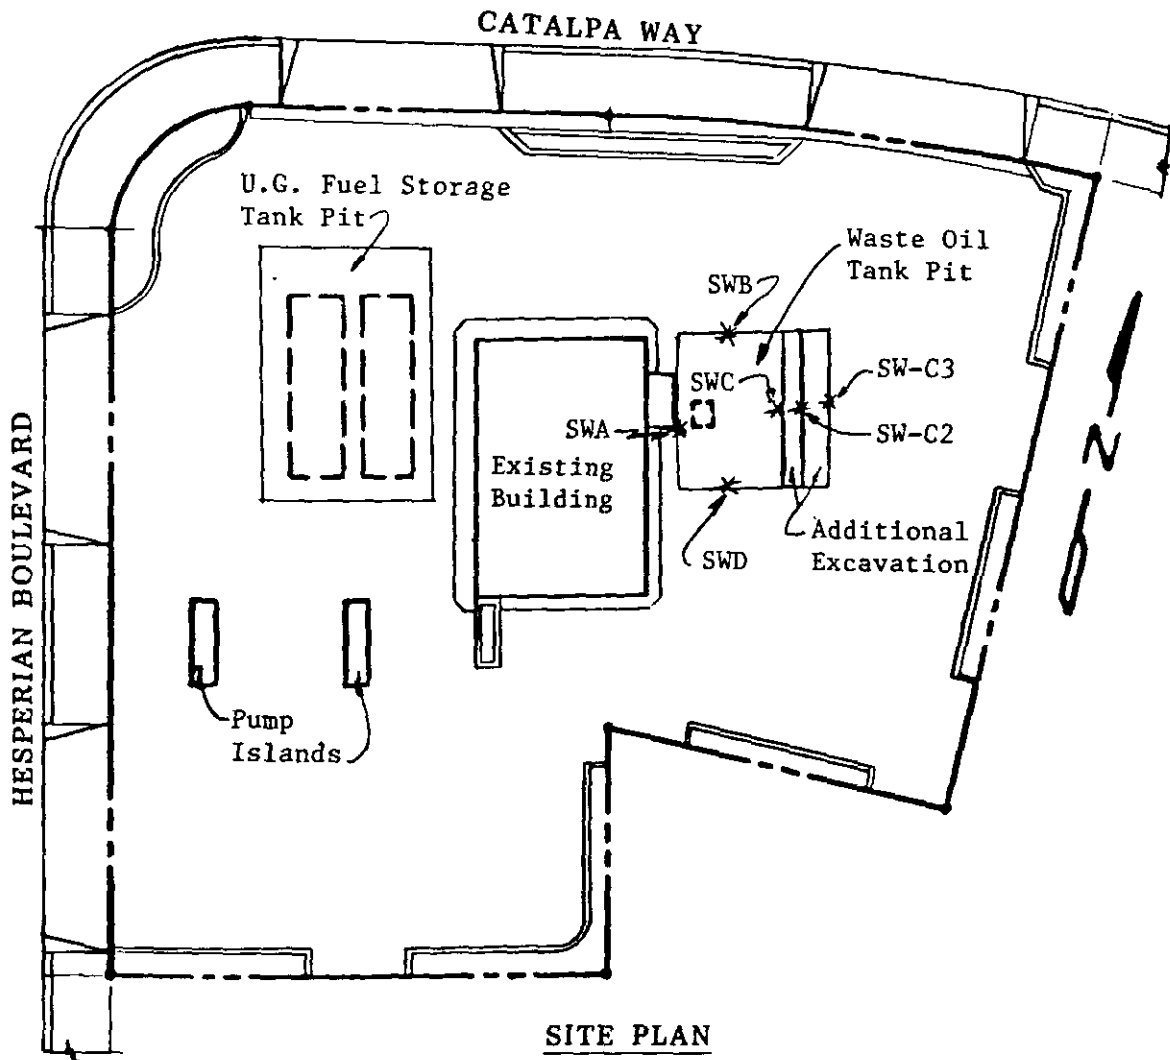 CATALPA WAY
U.G. Fuel Storage
Tank Pit
Waste Oil
Tank Pit
SWB
SWC
SW-C3
SWA
SW-C2
Existing
Building
HESPERIAN BOULEVARD
N
SWD
Additional
Excavation
Pump
Islands
SITE PLAN